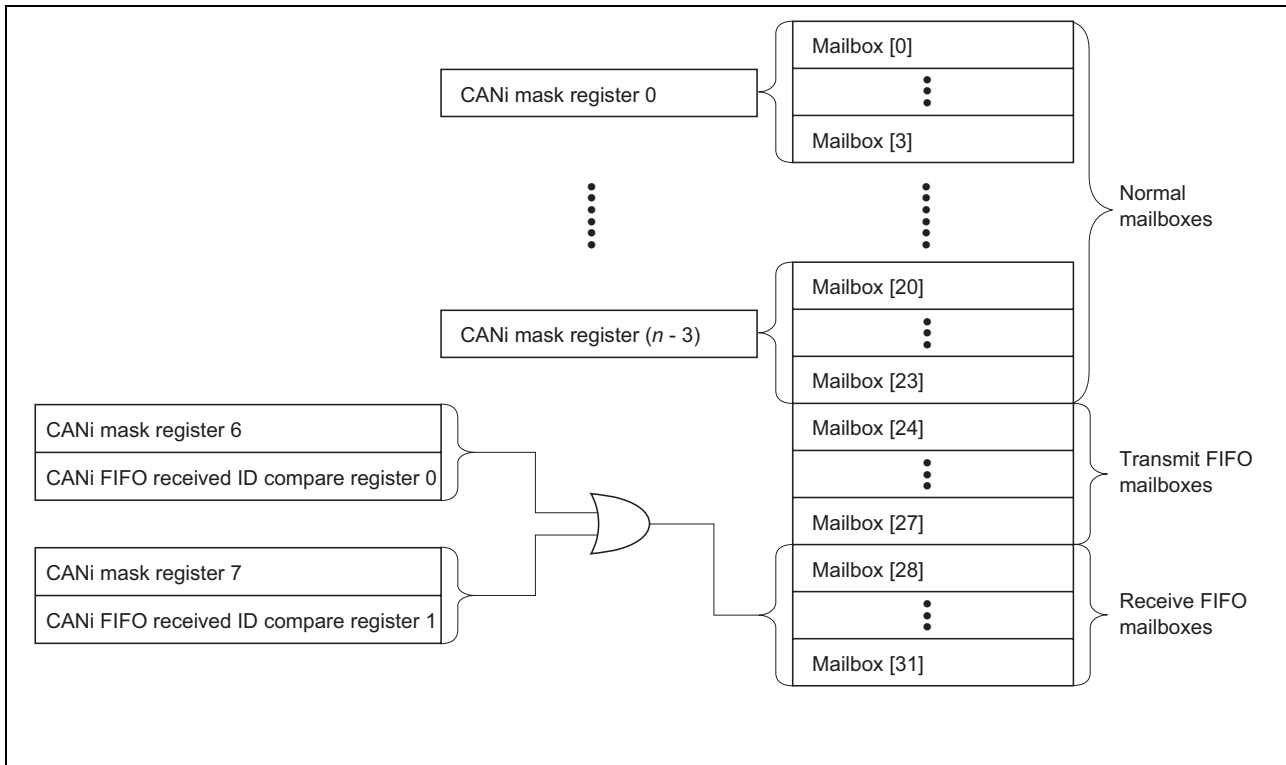 Mailbox [0]
CANi mask register 0
Mailbox [3]
Normal
mailboxes
Mailbox [20]
CANi mask register (n - 3)
Mailbox [23]
CANi mask register 6
Mailbox [24]
CANi FIFO received ID compare register 0
Transmit FIFO
mailboxes
Mailbox [27]
CANi mask register 7
Mailbox [28]
CANi FIFO received ID compare register 1
Receive FIFO
mailboxes
Mailbox [31]